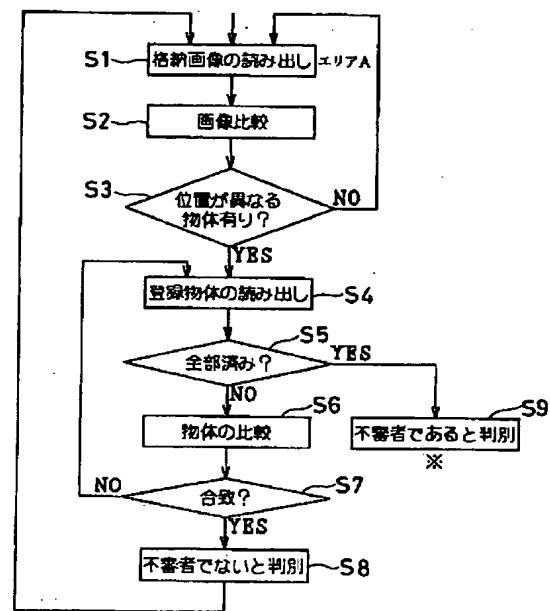 S1 格納画像の読み出し エリアA
S2 画像比較
S3 位置が異なる
物体有り？
NO
YES
登録物体の読み出し S4
S5
全部済み？
YES
NO
S6
物体の比較
S9
不審者であると判別
※
NO
合致？
S7
YES
不審者でないと判別 S8